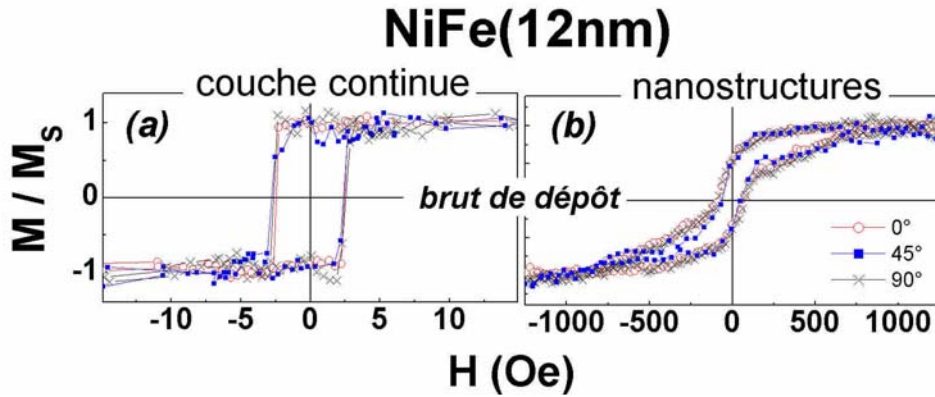 NiFe(12nm)
couche continue
nanostructures
(a)
(b)
M / Ms
1
0
-1
brut de dépôt
0°
45°
90°
-10 -5 0 5 10
-1000 -500 0 500 1000
H (Oe)